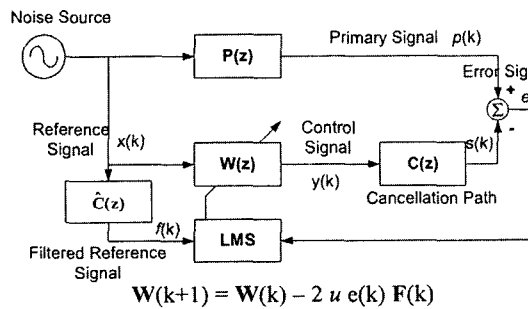 Noise Source
P(z)
Primary Signal p(k)
Error Sig
+
e
Σ
-
Reference
Signal
x(k)
W(z)
Control
Signal
y(k)
C(z)
s(k)
Cancellation Path
Ĉ(z)
f(k)
LMS
Filtered Reference
Signal
W(k+1) = W(k) – 2 u e(k) F(k)